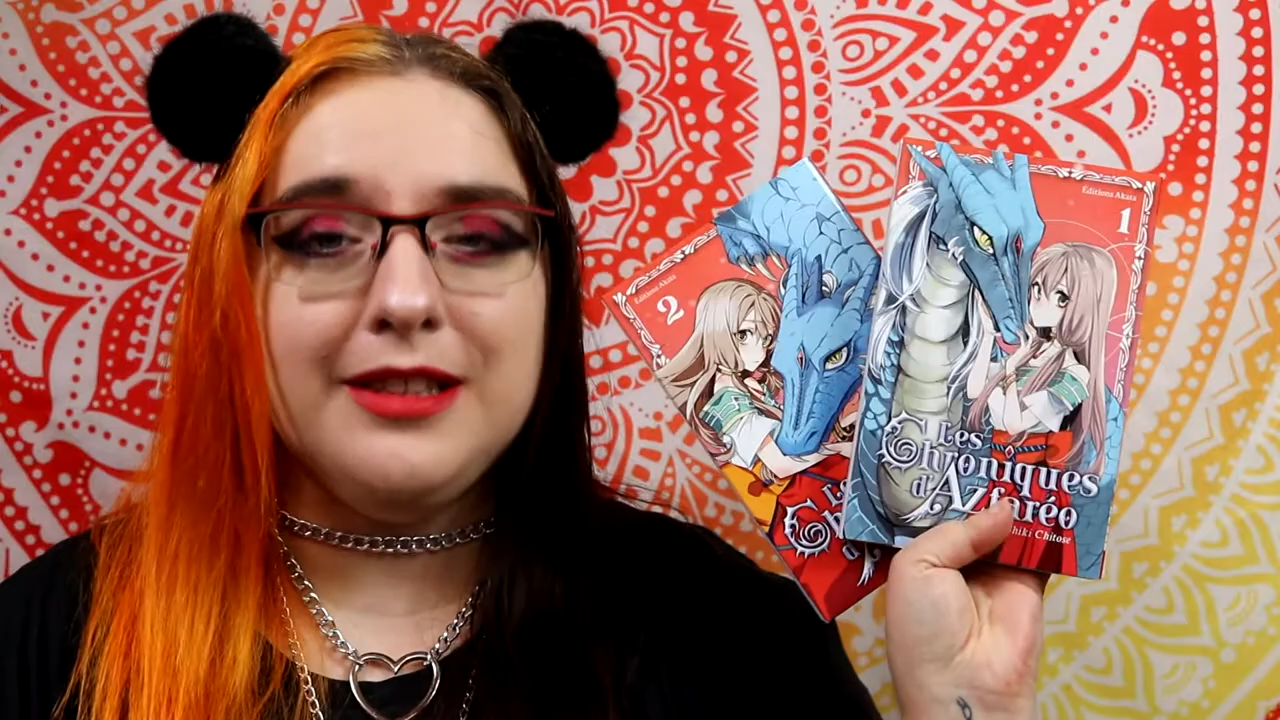 Éditions Akata
1
Les
Chroniques
d'Azfaréo
hiki Chitose
Éditions Akata
2